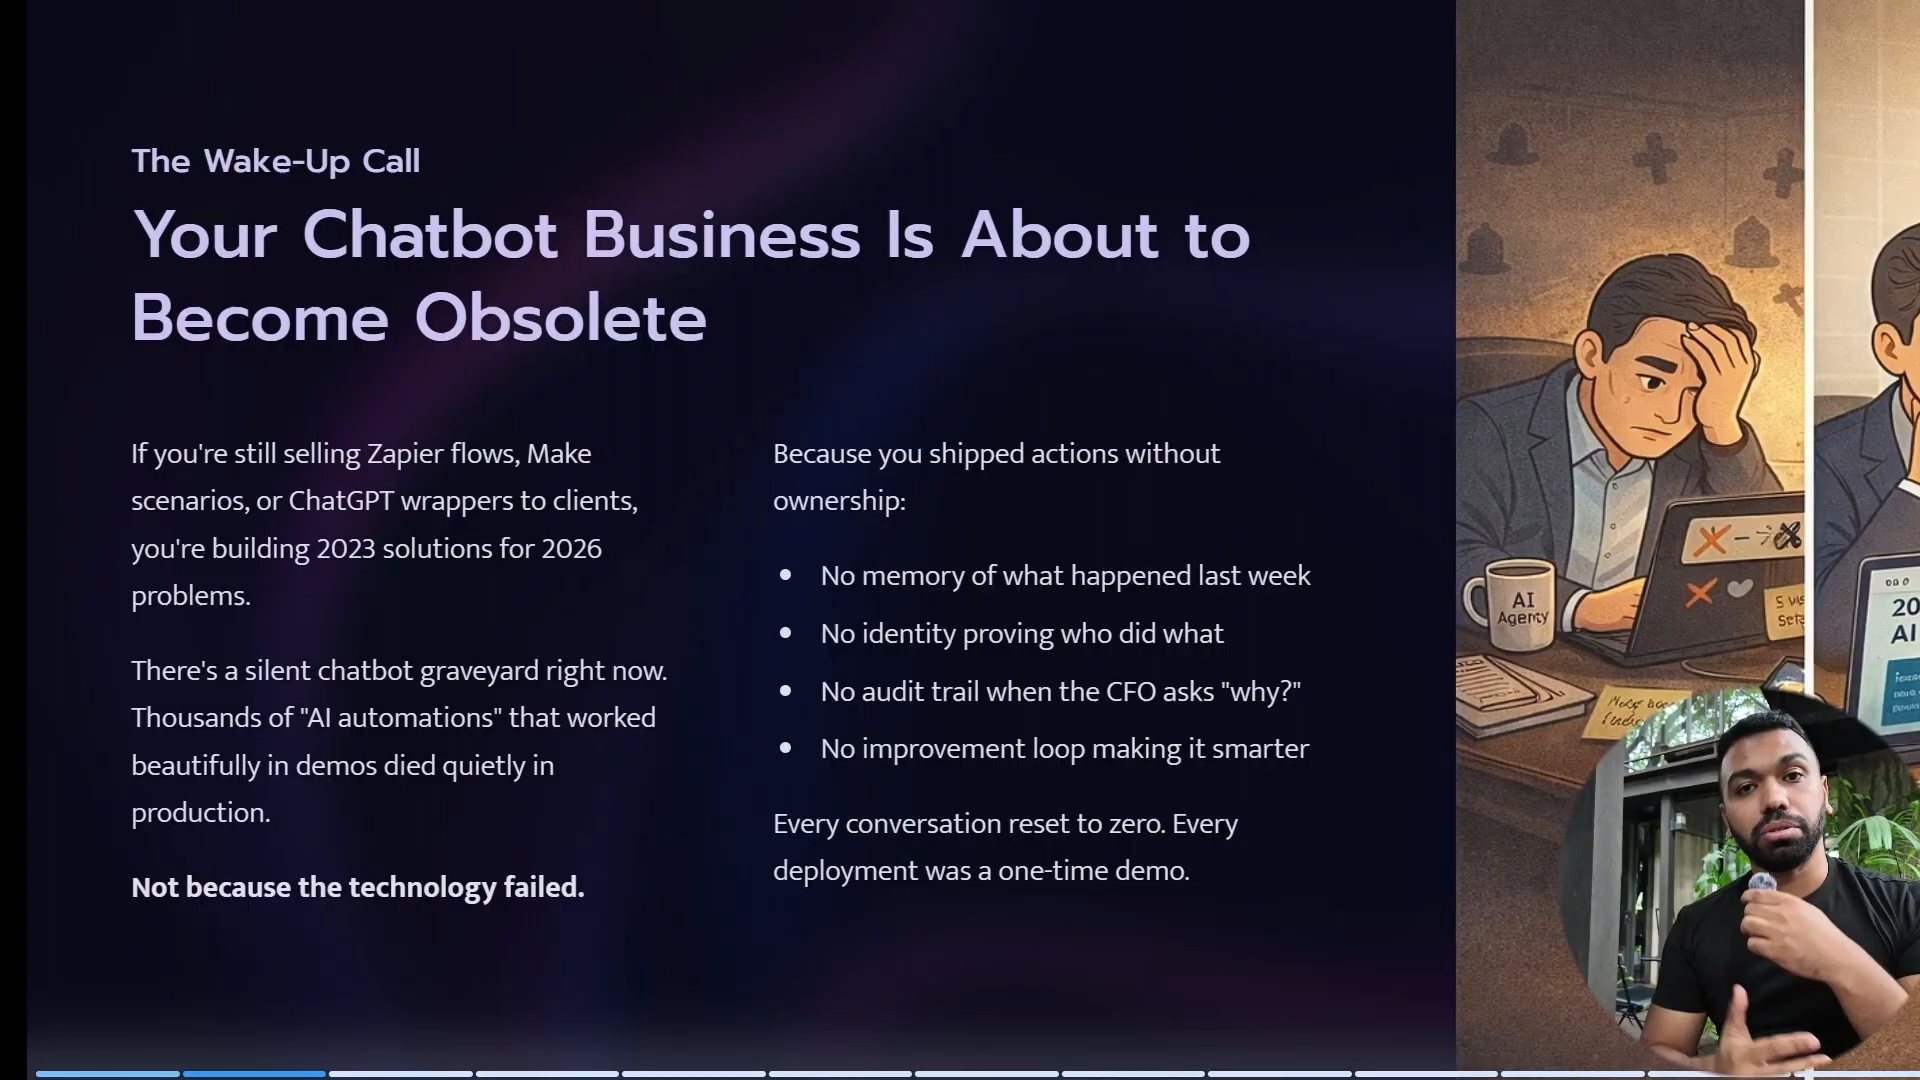 The Wake-Up Call
Your Chatbot Business Is About to
Become Obsolete
If you're still selling Zapier flows, Make
scenarios, or ChatGPT wrappers to clients,
you're building 2023 solutions for 2026
problems.
There's a silent chatbot graveyard right now.
Thousands of "AI automations" that worked
beautifully in demos died quietly in
production.
Not because the technology failed.
Because you shipped actions without
ownership:
No memory of what happened last week
No identity proving who did what
No audit trail when the CFO asks "why?"
No improvement loop making it smarter
Every conversation reset to zero. Every
deployment was a one-time demo.
AI
Agency
20
AI